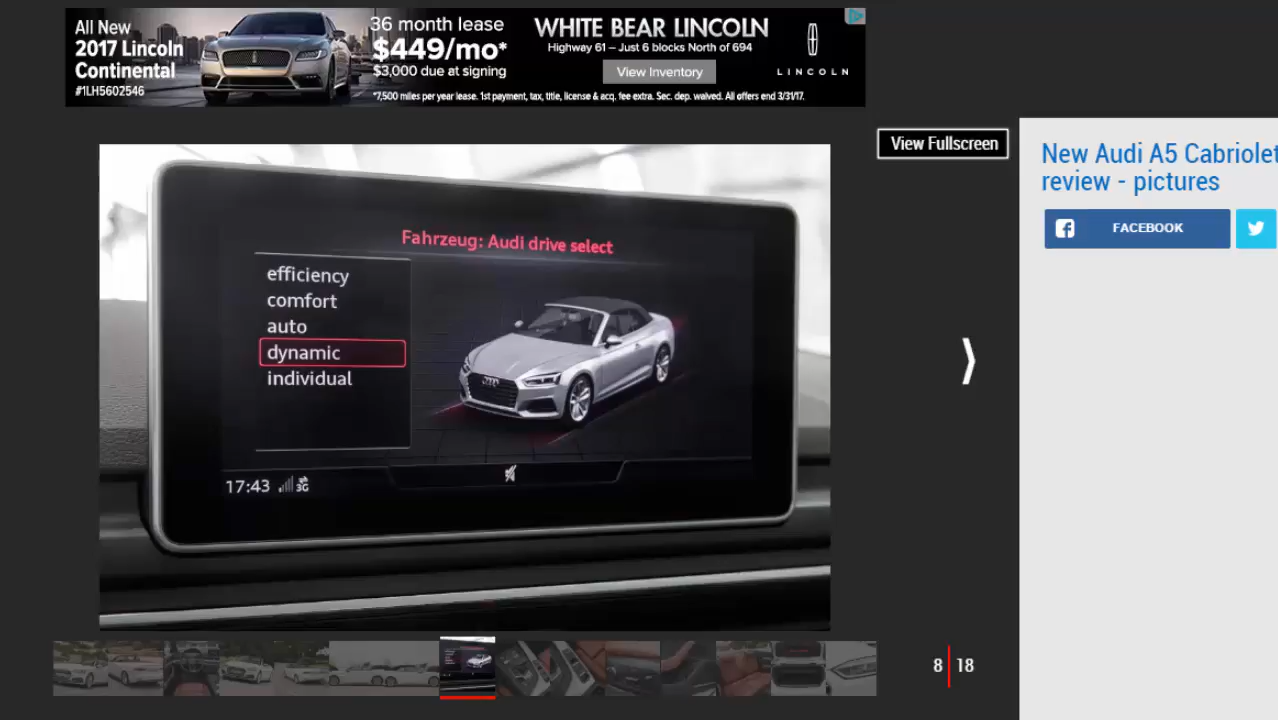 All New
2017 Lincoln
Continental
#1LH5602546
36 month lease
$449/mo*
$3,000 due at signing
WHITE BEAR LINCOLN
Highway 61 – Just 6 blocks North of 694
View Inventory
LINCOLN
*7,500 miles per year lease. 1st payment, tax, title, license & acq. fee extra. Sec. dep. waived. All offers end 3/31/17.
View Fullscreen
New Audi A5 Cabriolet
review - pictures
FACEBOOK
Fahrzeug: Audi drive select
efficiency
comfort
auto
dynamic
individual
17:43 3G
8 18